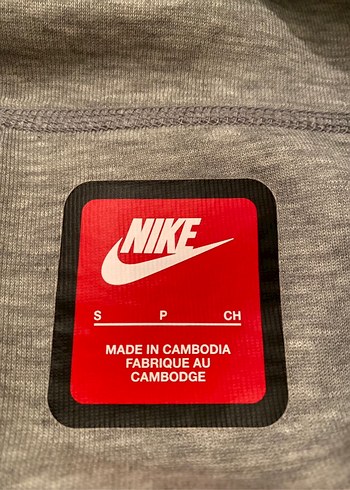 NIKE
S P CH
MADE IN CAMBODIA
FABRIQUE AU
CAMBODGE